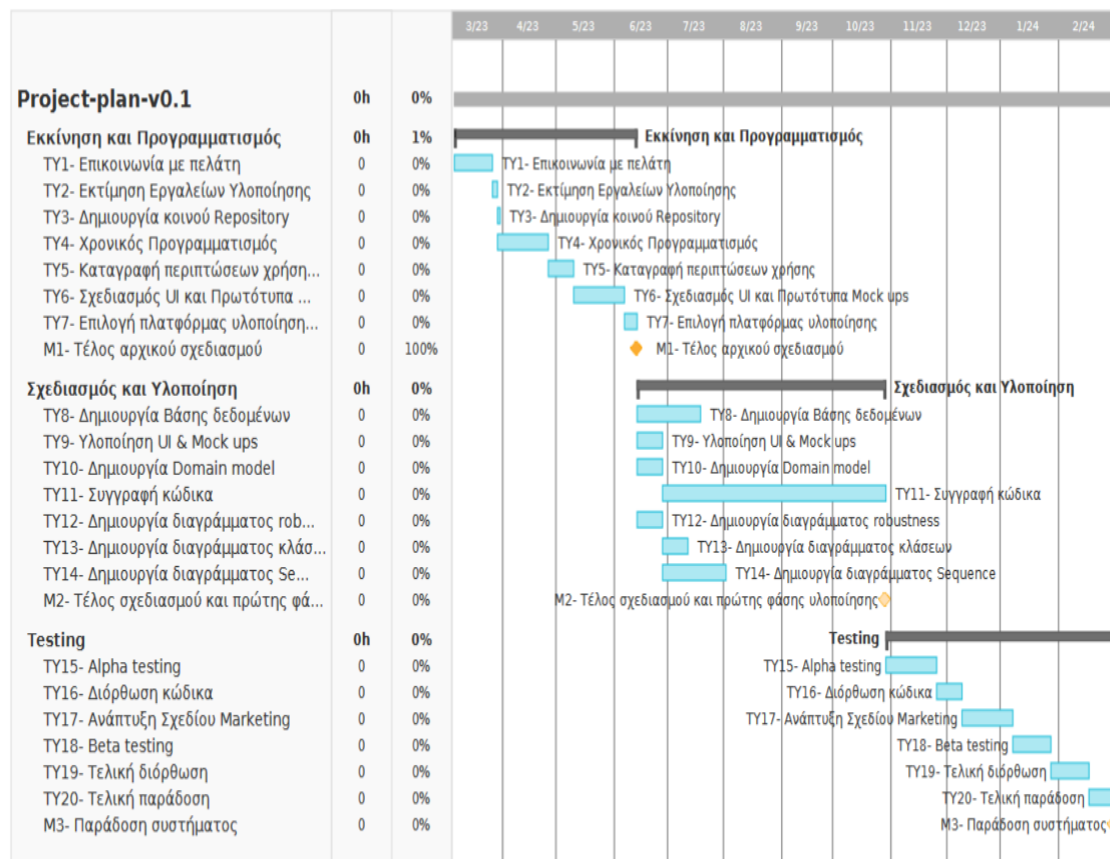 3/23 4/23 5/23 6/23 7/23 8/23 9/23 10/23 11/23 12/23 1/24 2/24
Project-plan-v0.1 0h 0%
Εκκίνηση και Προγραμματισμός 0h 1% Εκκίνηση και Προγραμματισμός
ΤΥ1- Επικοινωνία με πελάτη 0 0% ΤΥ1- Επικοινωνία με πελάτη
ΤΥ2- Εκτίμηση Εργαλείων Υλοποίησης 0 0% ΤΥ2- Εκτίμηση Εργαλείων Υλοποίησης
ΤΥ3- Δημιουργία κοινού Repository 0 0% ΤΥ3- Δημιουργία κοινού Repository
ΤΥ4- Χρονικός Προγραμματισμός 0 0% ΤΥ4- Χρονικός Προγραμματισμός
ΤΥ5- Καταγραφή περιπτώσεων χρήση... 0 0% ΤΥ5- Καταγραφή περιπτώσεων χρήσης
ΤΥ6- Σχεδιασμός UI και Πρωτότυπα ... 0 0% ΤΥ6- Σχεδιασμός UI και Πρωτότυπα Mock ups
ΤΥ7- Επιλογή πλατφόρμας υλοποίηση... 0 0% ΤΥ7- Επιλογή πλατφόρμας υλοποίησης
Μ1- Τέλος αρχικού σχεδιασμού 0 100% Μ1- Τέλος αρχικού σχεδιασμού
Σχεδιασμός και Υλοποίηση 0h 0% Σχεδιασμός και Υλοποίηση
ΤΥ8- Δημιουργία Βάσης δεδομένων 0 0% ΤΥ8- Δημιουργία Βάσης δεδομένων
ΤΥ9- Υλοποίηση UI & Mock ups 0 0% ΤΥ9- Υλοποίηση UI & Mock ups
ΤΥ10- Δημιουργία Domain model 0 0% ΤΥ10- Δημιουργία Domain model
ΤΥ11- Συγγραφή κώδικα 0 0% ΤΥ11- Συγγραφή κώδικα
ΤΥ12- Δημιουργία διαγράμματος rob... 0 0% ΤΥ12- Δημιουργία διαγράμματος robustness
ΤΥ13- Δημιουργία διαγράμματος κλάσ... 0 0% ΤΥ13- Δημιουργία διαγράμματος κλάσεων
ΤΥ14- Δημιουργία διαγράμματος Se... 0 0% ΤΥ14- Δημιουργία διαγράμματος Sequence
Μ2- Τέλος σχεδιασμού και πρώτης φά... 0 0% Μ2- Τέλος σχεδιασμού και πρώτης φάσης υλοποίησης
Testing 0h 0% Testing
ΤΥ15- Alpha testing 0 0% ΤΥ15- Alpha testing
ΤΥ16- Διόρθωση κώδικα 0 0% ΤΥ16- Διόρθωση κώδικα
ΤΥ17- Ανάπτυξη Σχεδίου Marketing 0 0% ΤΥ17- Ανάπτυξη Σχεδίου Marketing
ΤΥ18- Beta testing 0 0% ΤΥ18- Beta testing
ΤΥ19- Τελική διόρθωση 0 0% ΤΥ19- Τελική διόρθωση
ΤΥ20- Τελική παράδοση 0 0% ΤΥ20- Τελική παράδοση
Μ3- Παράδοση συστήματος 0 0% Μ3- Παράδοση συστήματος